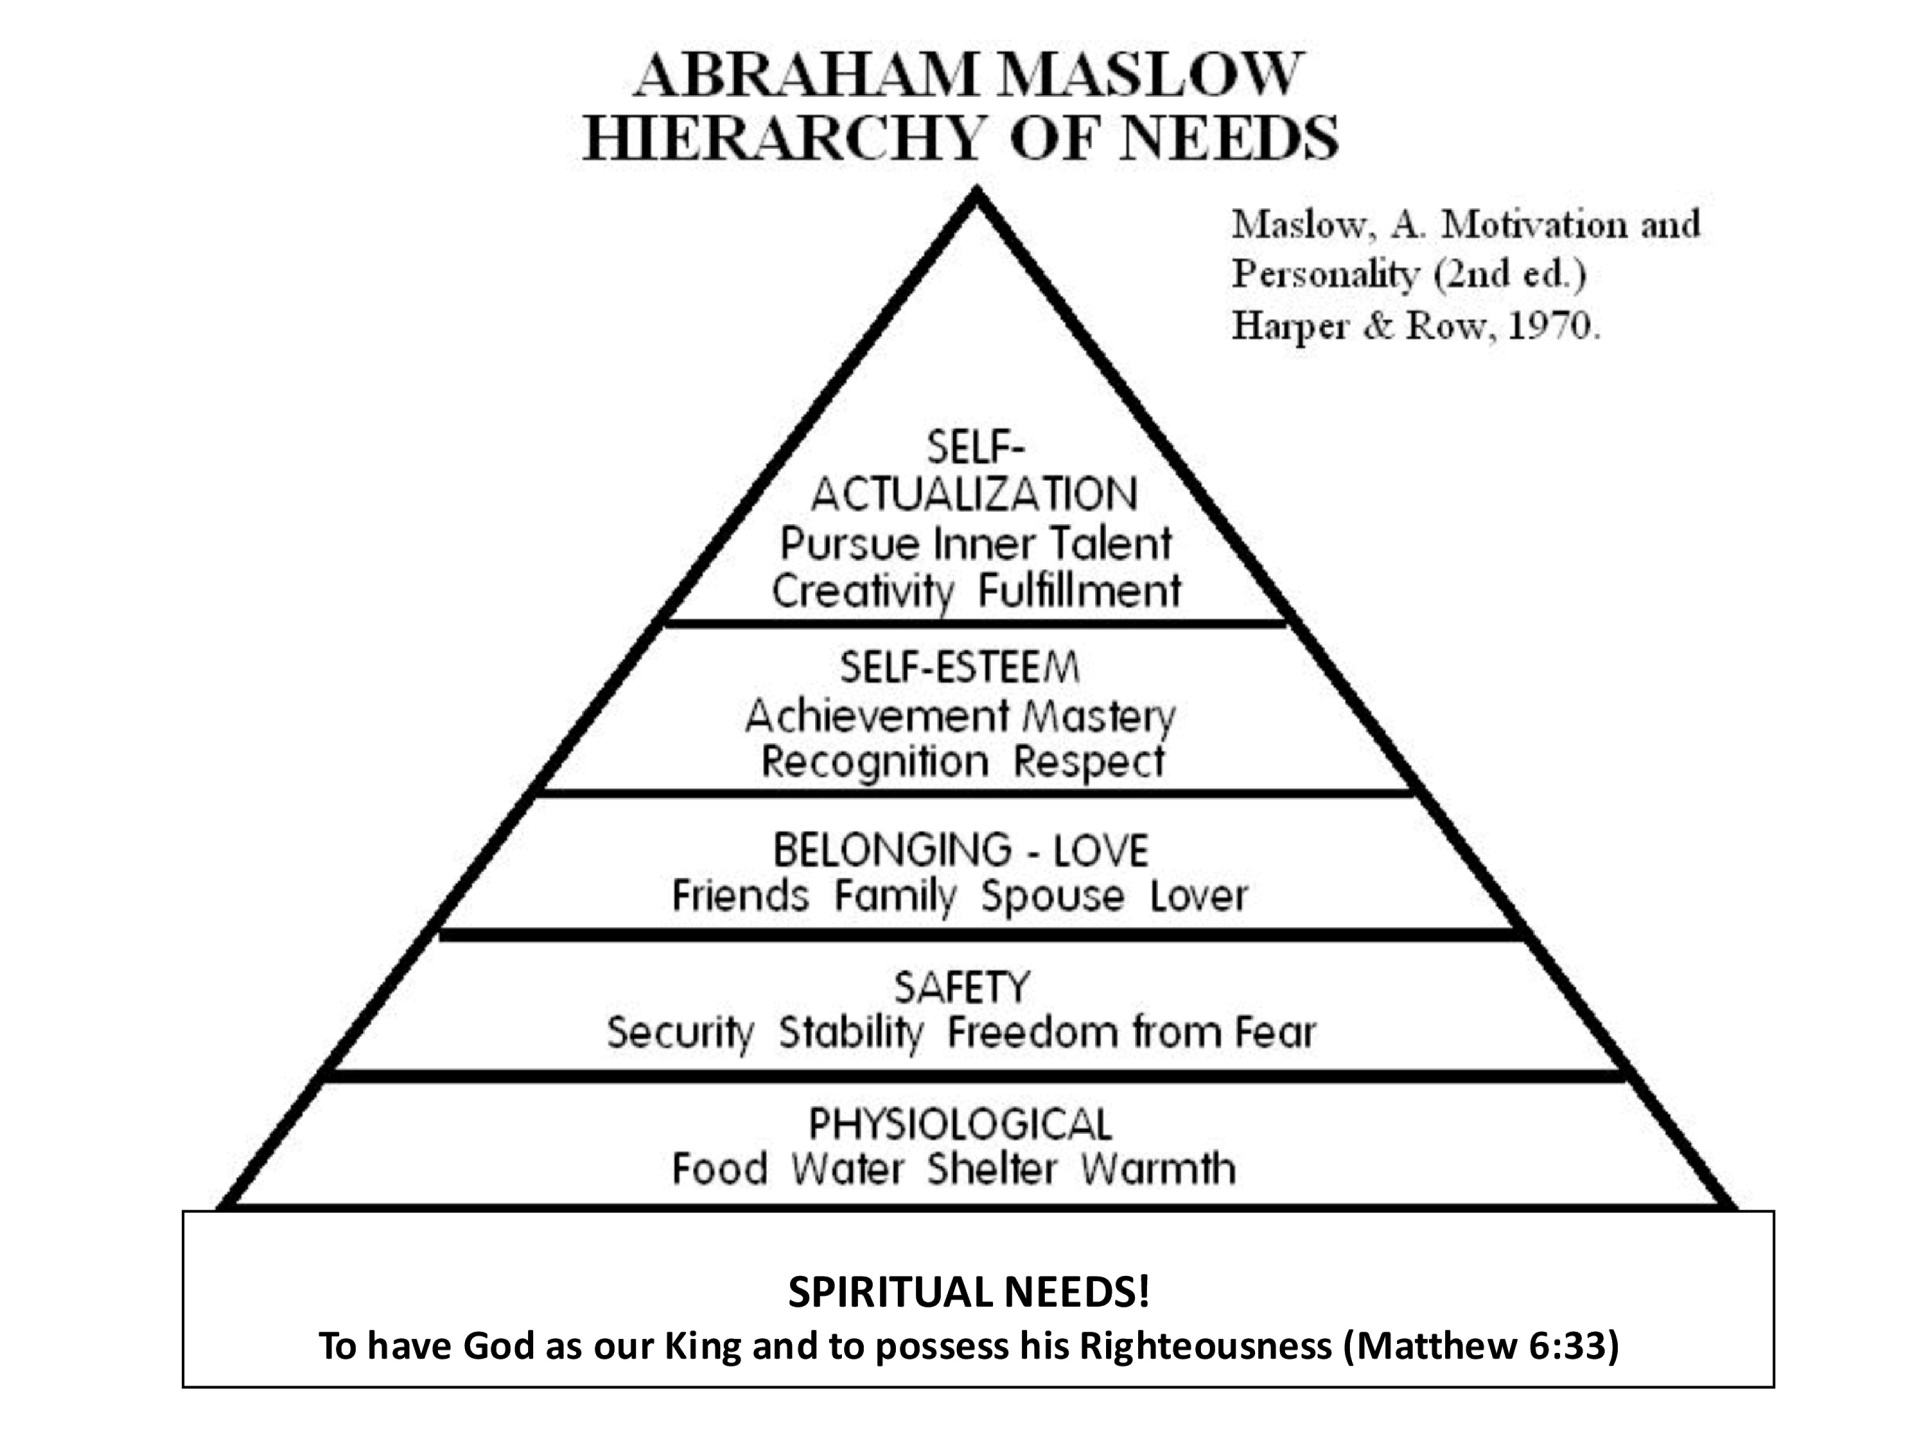 ABRAHAM MASLOW
HIERARCHY OF NEEDS
Maslow, A. Motivation and
Personality (2nd ed.)
Harper & Row, 1970.
SELF-
ACTUALIZATION
Pursue Inner Talent
Creativity Fulfillment
SELF-ESTEEM
Achievement Mastery
Recognition Respect
BELONGING - LOVE
Friends Family Spouse Lover
SAFETY
Security Stability Freedom from Fear
PHYSIOLOGICAL
Food Water Shelter Warmth
SPIRITUAL NEEDS!
To have God as our King and to possess his Righteousness (Matthew 6:33)